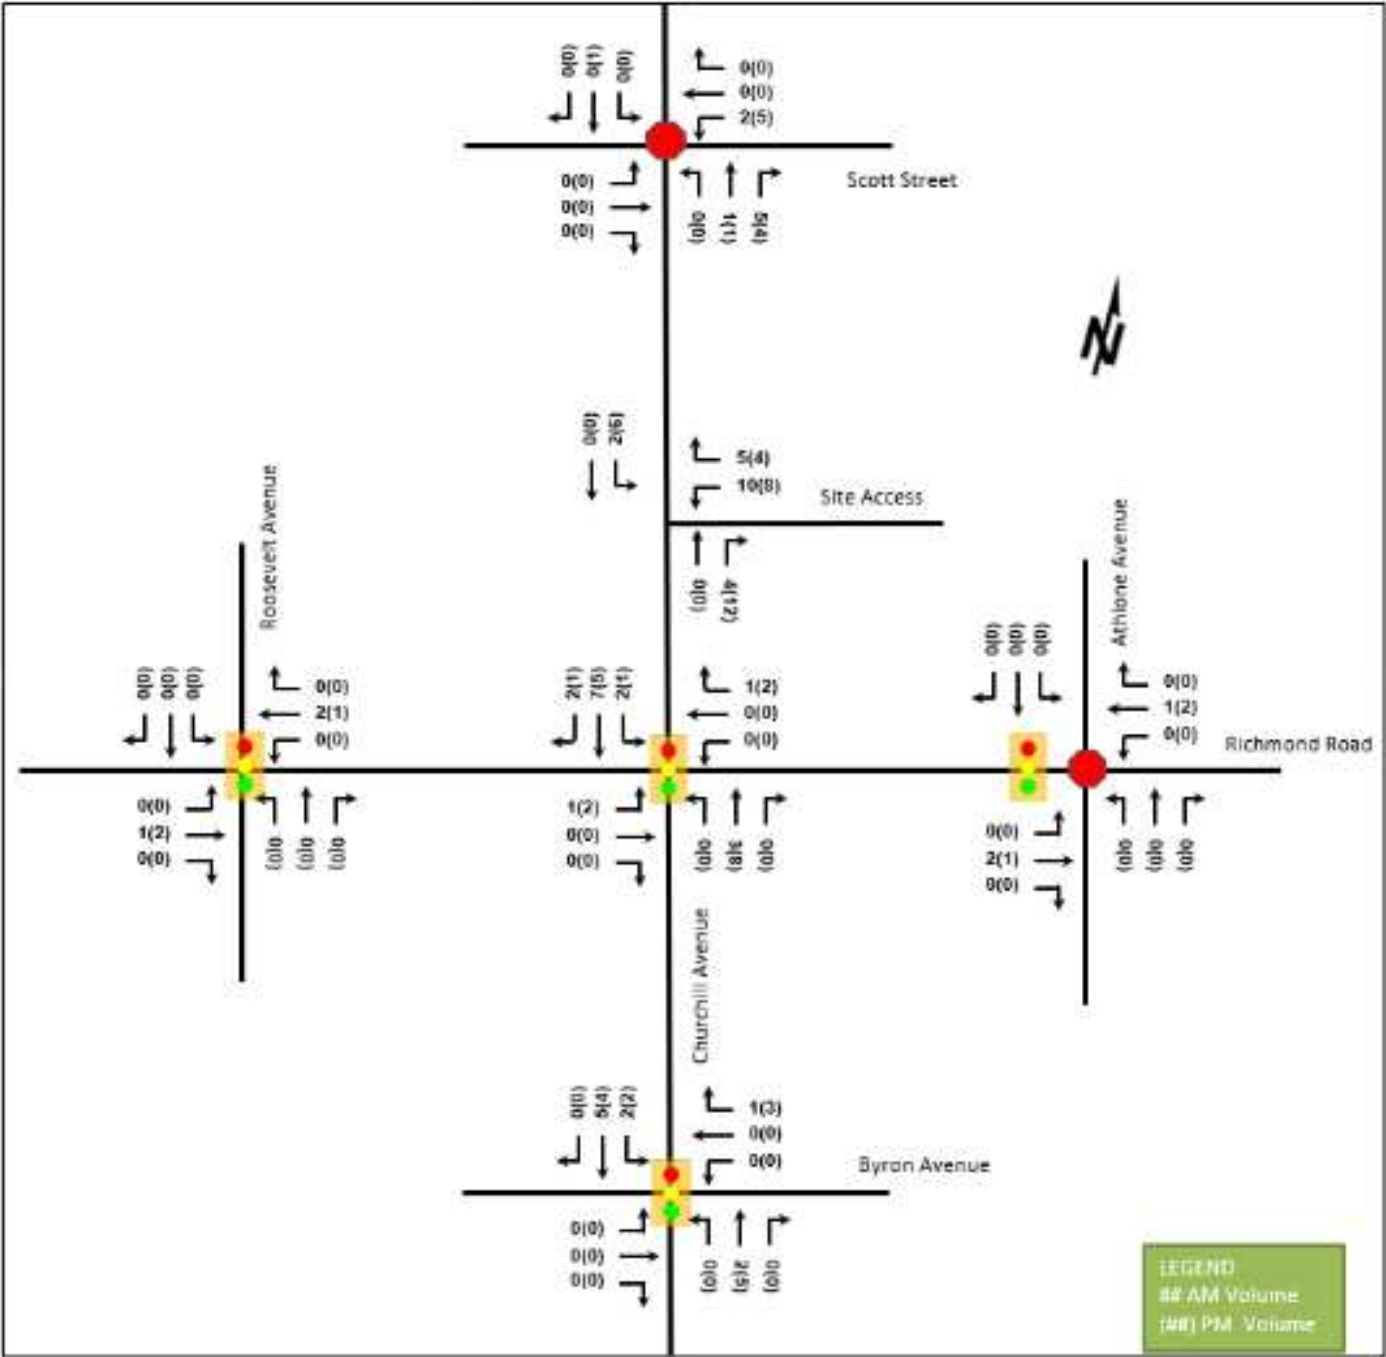 0(0) 0(1) 0(0)
0(0)
0(0)
2(5)
Scott Street
0(0)
0(0)
0(0)
0(0) 1(1) 5(4)
N
0(0) 2(6)
5(4)
10(8)
Site Access
0(0) 4(12)
Roosevelt Avenue
Athlone Avenue
0(0) 0(0) 0(0)
0(0)
2(1)
0(0)
2(1) 7(5) 2(1)
1(2)
0(0)
0(0)
0(0) 0(0) 0(0)
0(0)
1(2)
0(0)
Richmond Road
0(0)
1(2)
0(0)
0(0) 0(0) 0(0)
1(2)
0(0)
0(0)
0(0) 3(8) 0(0)
0(0)
2(1)
0(0)
0(0) 0(0) 0(0)
Churchill Avenue
0(0) 5(4) 2(2)
1(3)
0(0)
0(0)
Byron Avenue
0(0)
0(0)
0(0)
0(0) 2(5) 0(0)
LEGEND
## AM Volume
(##) PM Volume